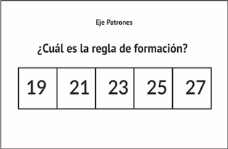 Eje Patrones
¿Cuál es la regla de formación?
19 21 23 25 27